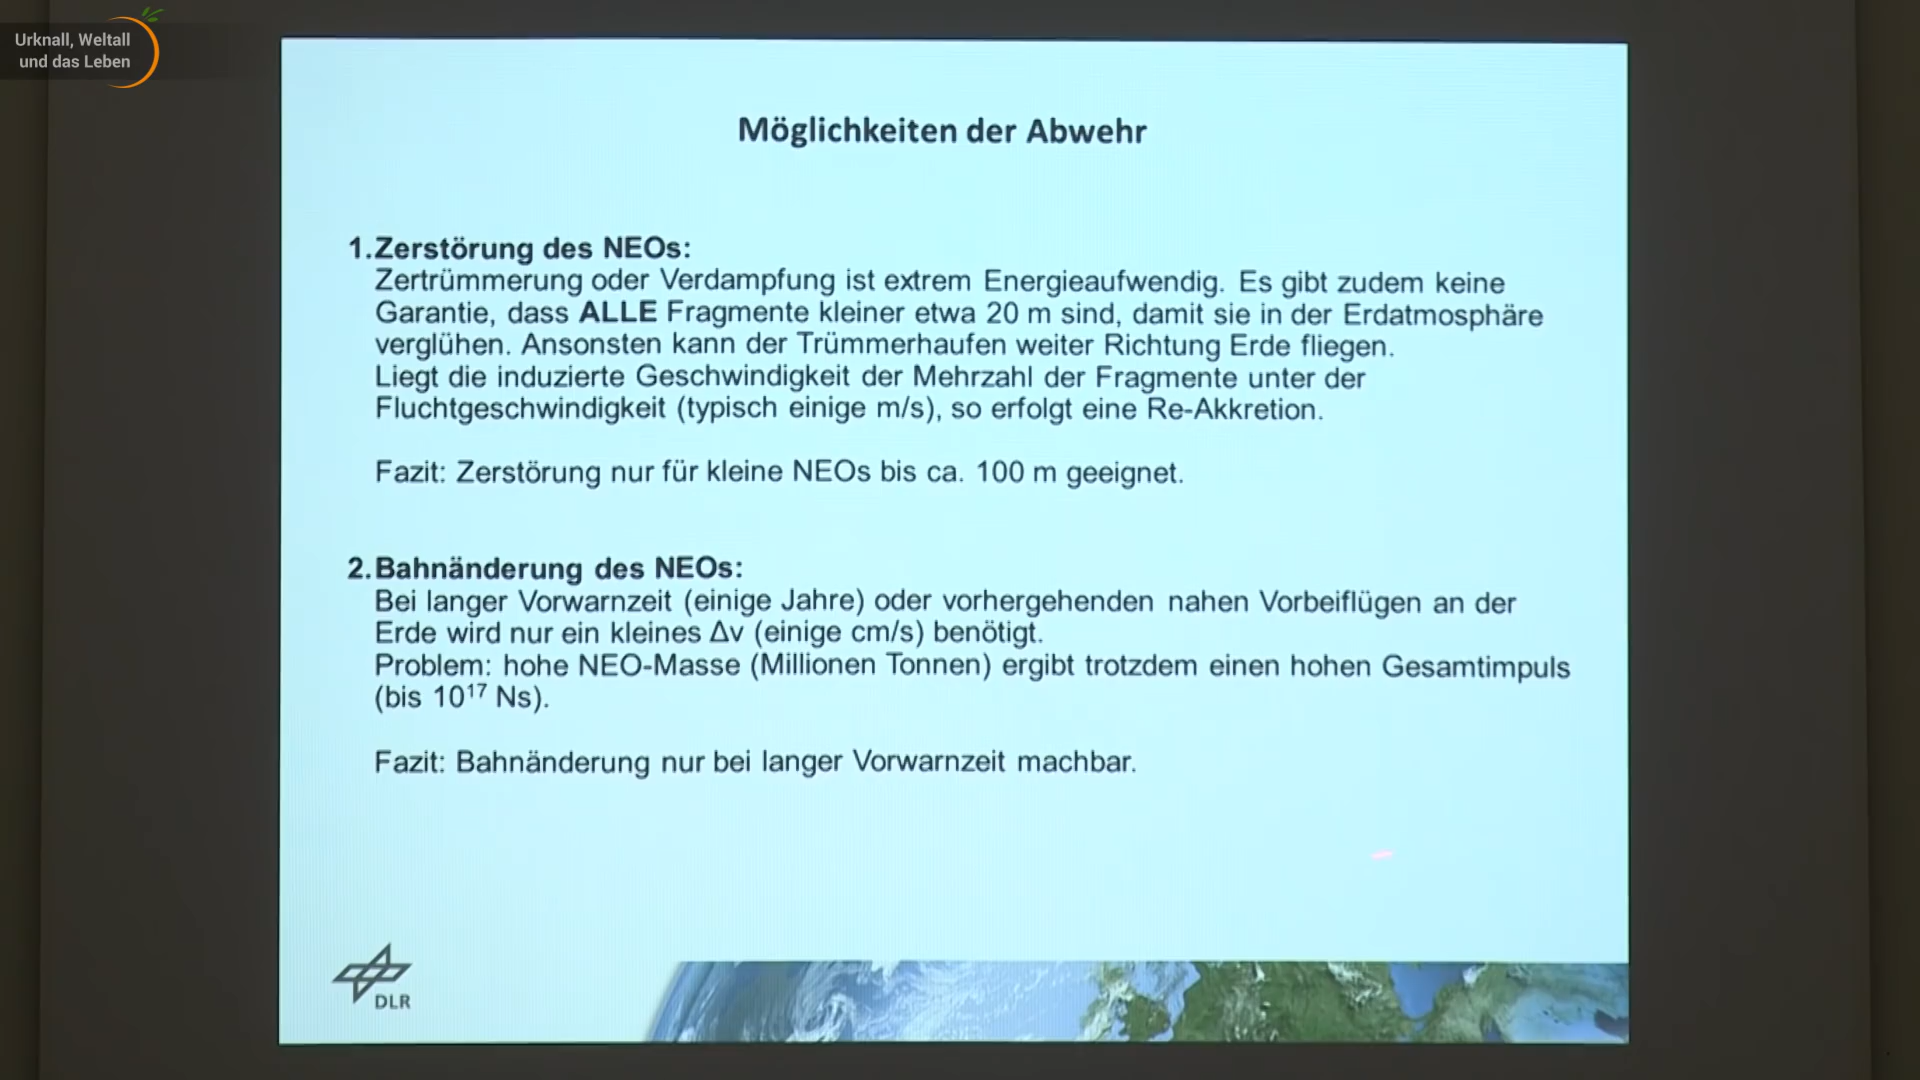 Urknall, Weltall
und das Leben
Möglichkeiten der Abwehr
1.Zerstörung des NEOs:
Zertrümmerung oder Verdampfung ist extrem Energieaufwendig. Es gibt zudem keine
Garantie, dass ALLE Fragmente kleiner etwa 20 m sind, damit sie in der Erdatmosphäre
verglühen. Ansonsten kann der Trümmerhaufen weiter Richtung Erde fliegen.
Liegt die induzierte Geschwindigkeit der Mehrzahl der Fragmente unter der
Fluchtgeschwindigkeit (typisch einige m/s), so erfolgt eine Re-Akkretion.
Fazit: Zerstörung nur für kleine NEOs bis ca. 100 m geeignet.
2.Bahnänderung des NEOs:
Bei langer Vorwarnzeit (einige Jahre) oder vorhergehenden nahen Vorbeiflügen an der
Erde wird nur ein kleines Δv (einige cm/s) benötigt.
Problem: hohe NEO-Masse (Millionen Tonnen) ergibt trotzdem einen hohen Gesamtimpuls
(bis 10¹⁷ Ns).
Fazit: Bahnänderung nur bei langer Vorwarnzeit machbar.
DLR